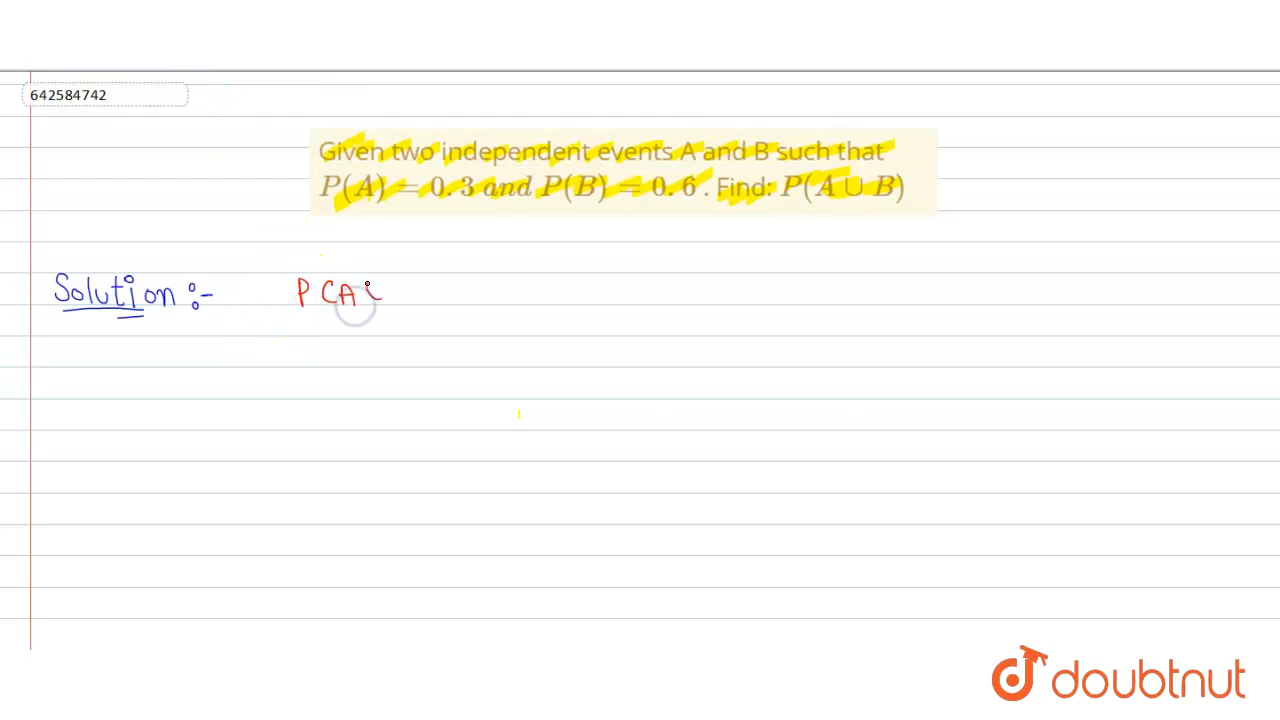 642584742
Given two independent events A and B such that
P(A) = 0.3 and P(B) = 0.6 . Find: P(A ∪ B)
Solution :- P(A
doubtnut